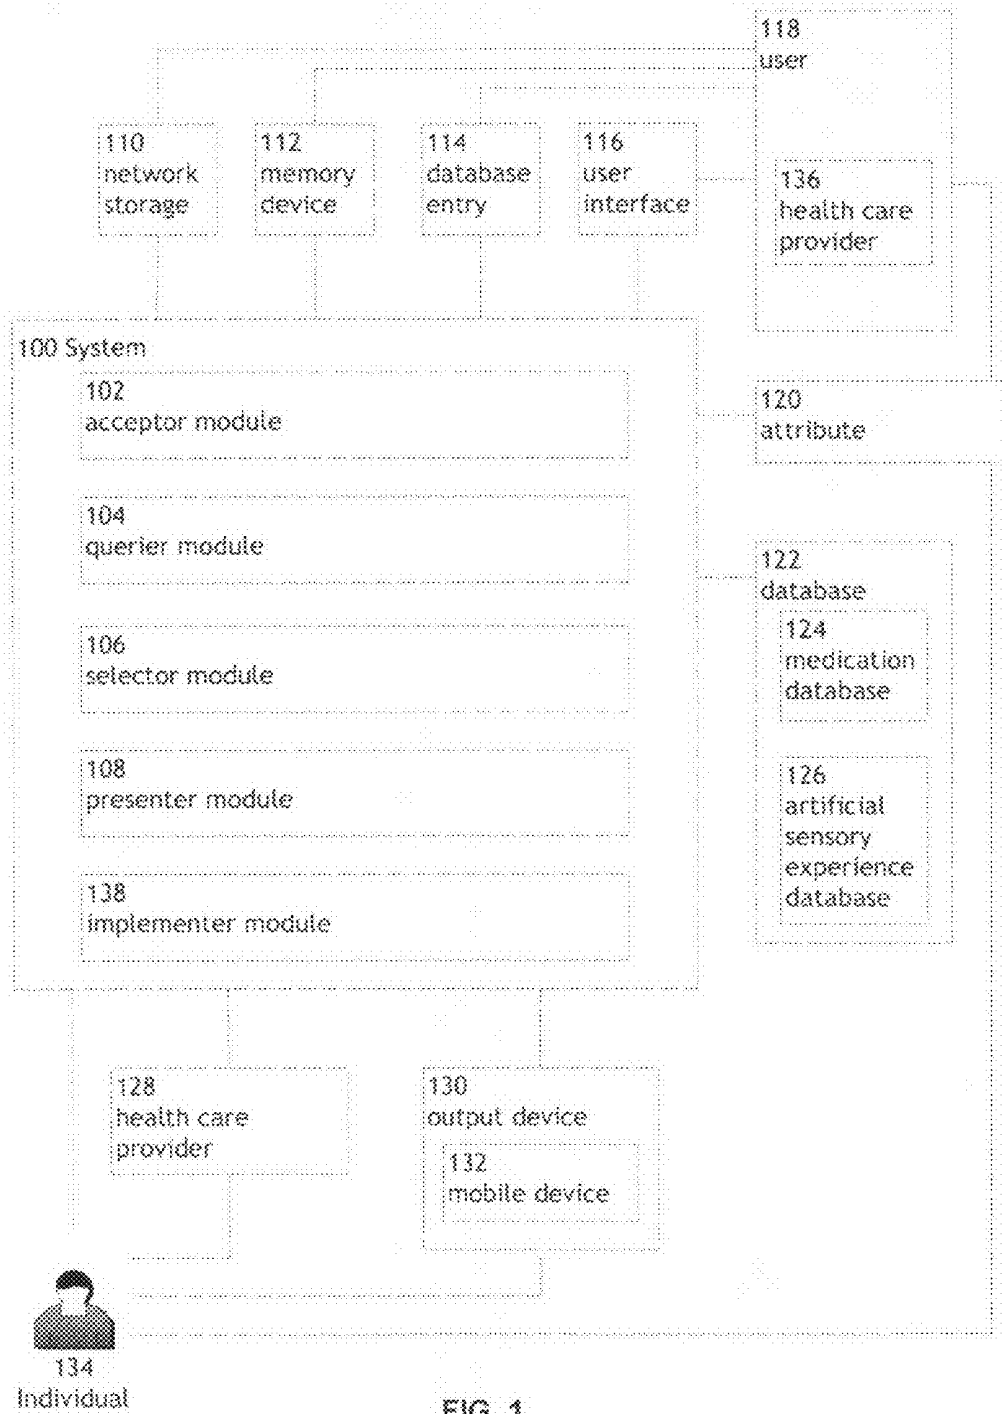 118
user
110
network
storage
112
memory
device
114
database
entry
116
user
interface
136
health care
provider
100 System
102
acceptor module
104
querier module
106
selector module
108
presenter module
138
implementer module
120
attribute
122
database
124
medication
database
126
artificial
sensory
experience
database
128
health care
provider
130
output device
132
mobile device
134
Individual
FIG. 1